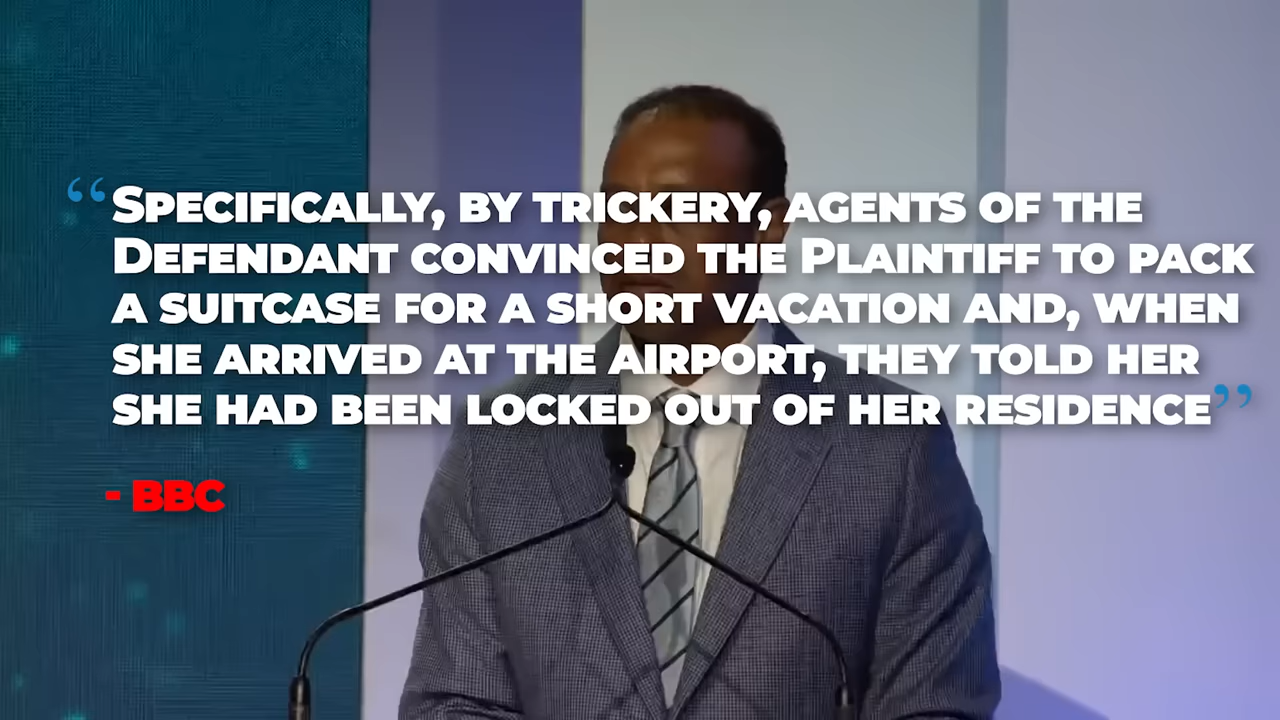 “SPECIFICALLY, BY TRICKERY, AGENTS OF THE
DEFENDANT CONVINCED THE PLAINTIFF TO PACK
A SUITCASE FOR A SHORT VACATION AND, WHEN
SHE ARRIVED AT THE AIRPORT, THEY TOLD HER
SHE HAD BEEN LOCKED OUT OF HER RESIDENCE”
- BBC